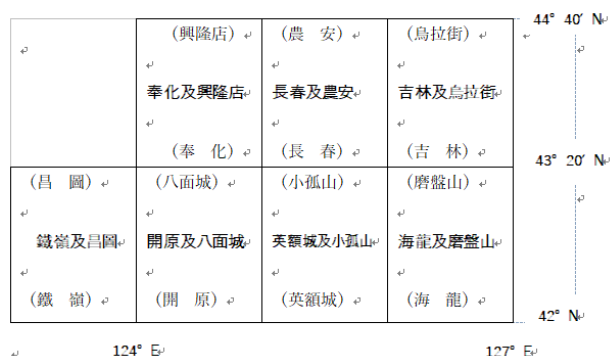 44° 40′ N
(興隆店) (農 安) (烏拉街)
奉化及興隆店 長春及農安 吉林及烏拉街
(奉 化) (長 春) (吉 林)
43° 20′ N
(昌 圖) (八面城) (小孤山) (磨盤山)
鐵嶺及昌圖 開原及八面城 英額城及小孤山 海龍及磨盤山
(鐵 嶺) (開 原) (英額城) (海 龍)
42° N
124° E 127° E